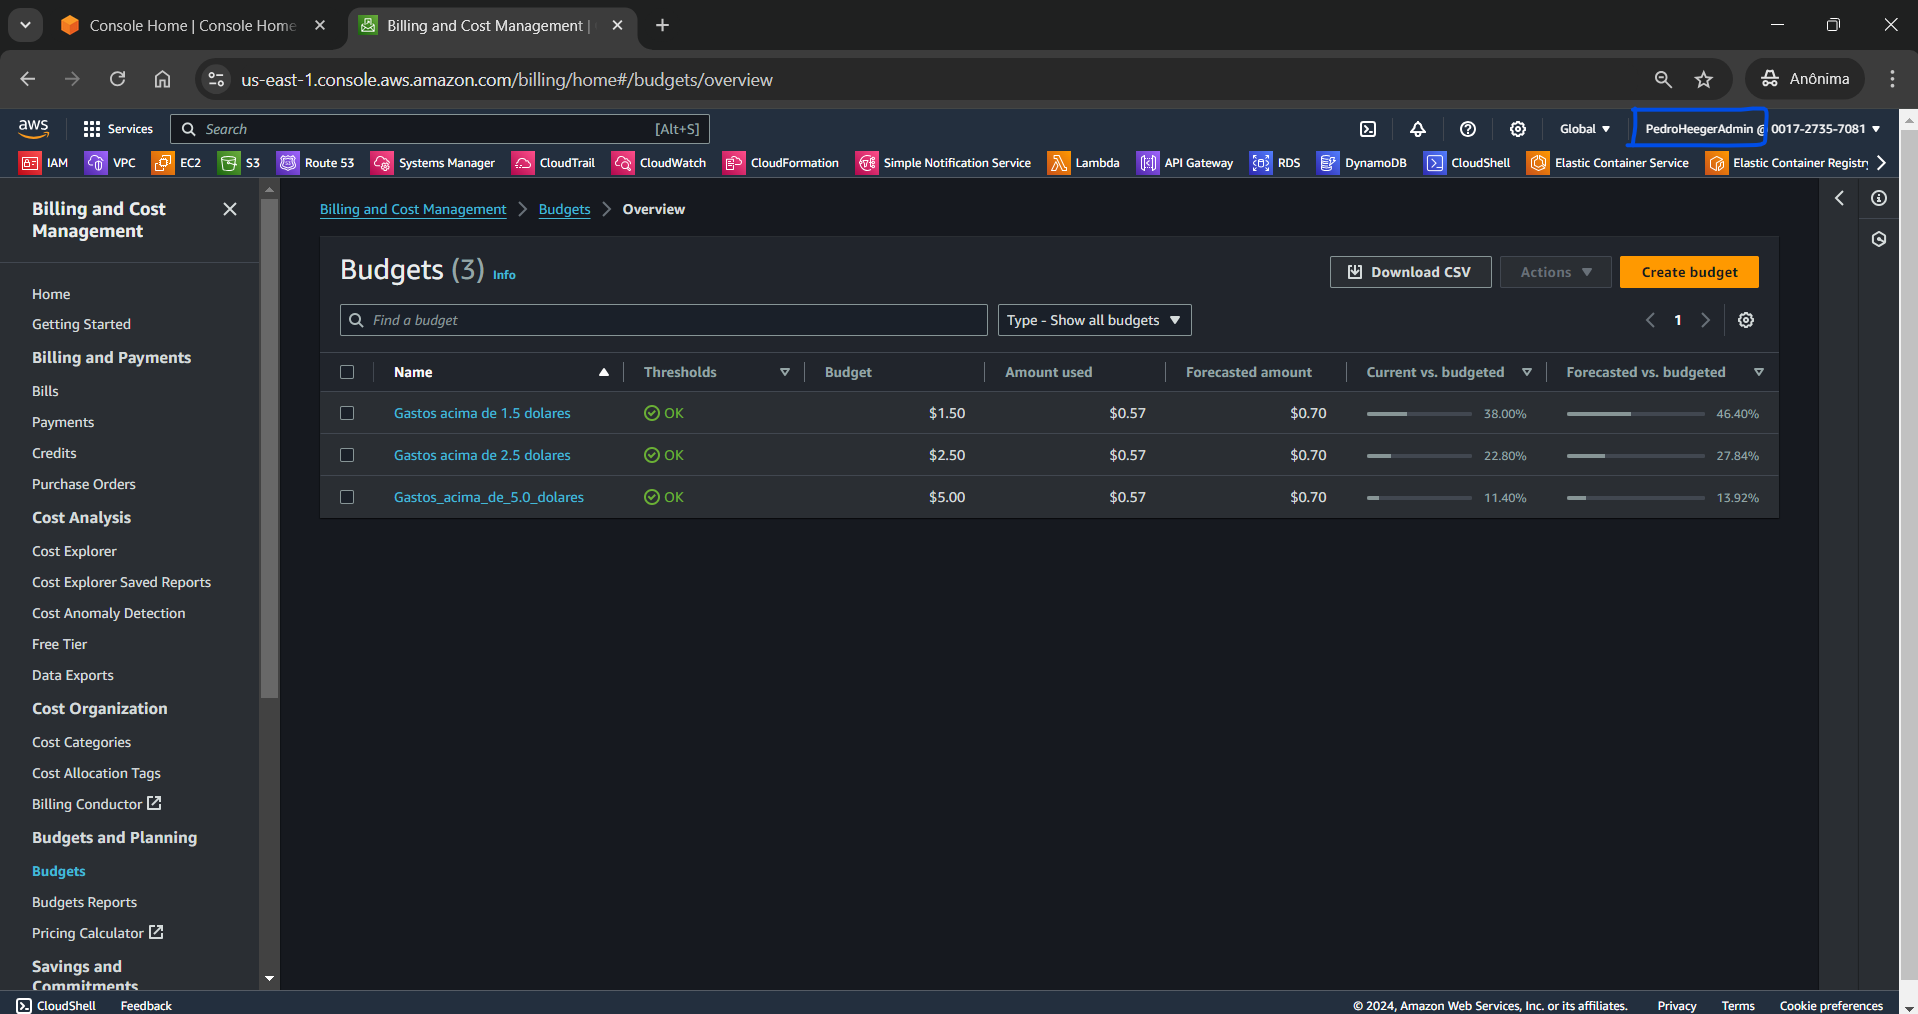 Console Home | Console Home
Billing and Cost Management |
us-east-1.console.aws.amazon.com/billing/home#/budgets/overview
Anônima
aws
Services
Search
[Alt+S]
Global
PedroHeegerAdmin @ 0017-2735-7081
IAM
VPC
EC2
S3
Route 53
Systems Manager
CloudTrail
CloudWatch
CloudFormation
Simple Notification Service
Lambda
API Gateway
RDS
DynamoDB
CloudShell
Elastic Container Service
Elastic Container Registr
Billing and Cost
Management
Home
Getting Started
Billing and Payments
Bills
Payments
Credits
Purchase Orders
Cost Analysis
Cost Explorer
Cost Explorer Saved Reports
Cost Anomaly Detection
Free Tier
Data Exports
Cost Organization
Cost Categories
Cost Allocation Tags
Billing Conductor
Budgets and Planning
Budgets
Budgets Reports
Pricing Calculator
Savings and
Commitments
Billing and Cost Management > Budgets > Overview
Budgets (3) Info
Download CSV
Actions
Create budget
Find a budget
Type - Show all budgets
1
Name Thresholds Budget Amount used Forecasted amount Current vs. budgeted Forecasted vs. budgeted
Gastos acima de 1.5 dolares OK $1.50 $0.57 $0.70 38.00% 46.40%
Gastos acima de 2.5 dolares OK $2.50 $0.57 $0.70 22.80% 27.84%
Gastos_acima_de_5.0_dolares OK $5.00 $0.57 $0.70 11.40% 13.92%
CloudShell Feedback
© 2024, Amazon Web Services, Inc. or its affiliates. Privacy Terms Cookie preferences